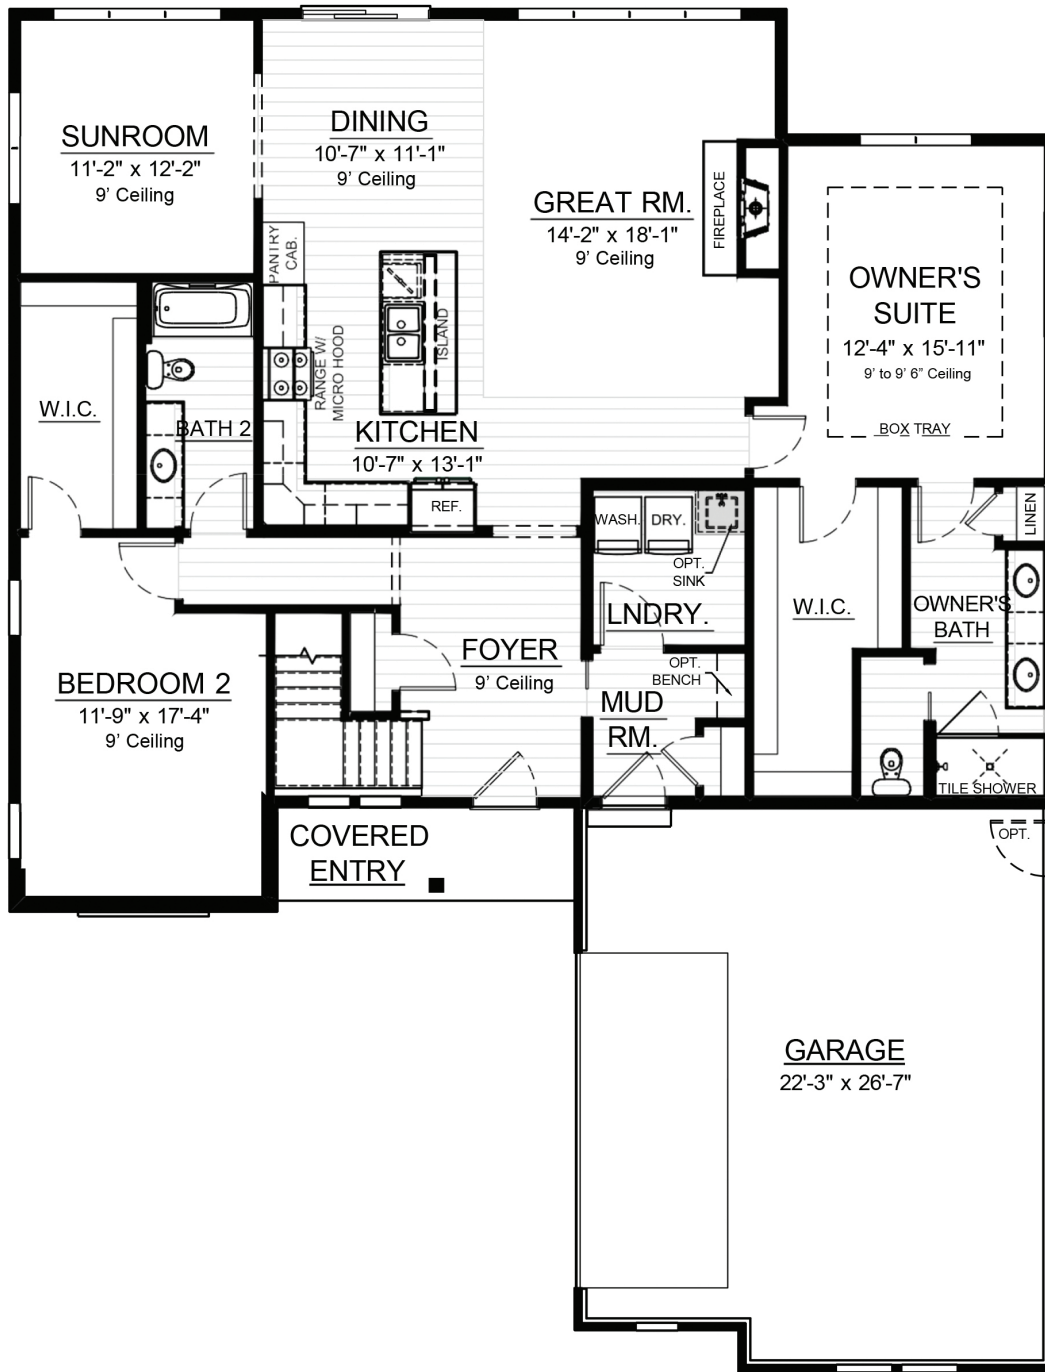 SUNROOM
11'-2" x 12'-2"
9' Ceiling
DINING
10'-7" x 11'-1"
9' Ceiling
GREAT RM.
14'-2" x 18'-1"
9' Ceiling
FIREPLACE
OWNER'S
SUITE
12'-4" x 15'-11"
9' to 9' 6" Ceiling
BOX TRAY
PANTRY
CAB.
RANGE W/
MICRO HOOD
ISLAND
W.I.C.
BATH 2
KITCHEN
10'-7" x 13'-1"
REF.
WASH.
DRY.
OPT.
SINK
LNDRY.
LINEN
W.I.C.
OWNER'S
BATH
FOYER
9' Ceiling
OPT.
BENCH
MUD
RM.
BEDROOM 2
11'-9" x 17'-4"
9' Ceiling
TILE SHOWER
COVERED
ENTRY
OPT.
GARAGE
22'-3" x 26'-7"